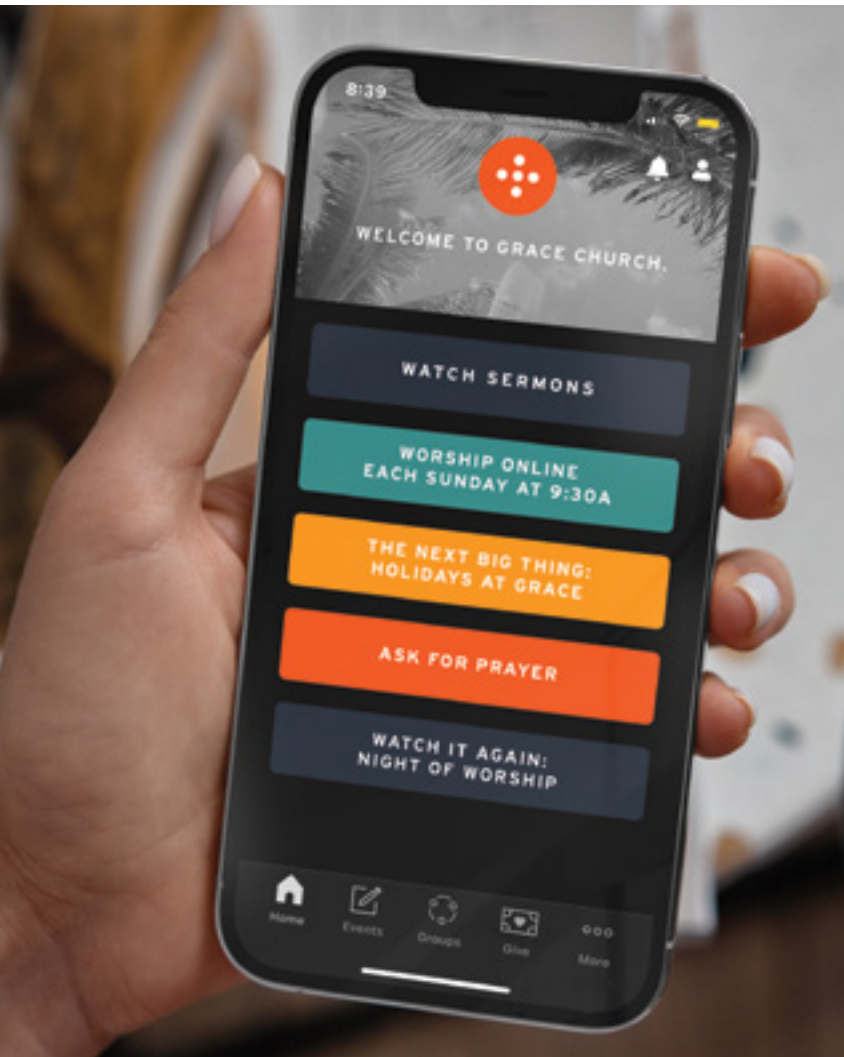 8:39
WELCOME TO GRACE CHURCH.
WATCH SERMONS
WORSHIP ONLINE
EACH SUNDAY AT 9:30A
THE NEXT BIG THING:
HOLIDAYS AT GRACE
ASK FOR PRAYER
WATCH IT AGAIN:
NIGHT OF WORSHIP
Home
Events
Groups
Give
More